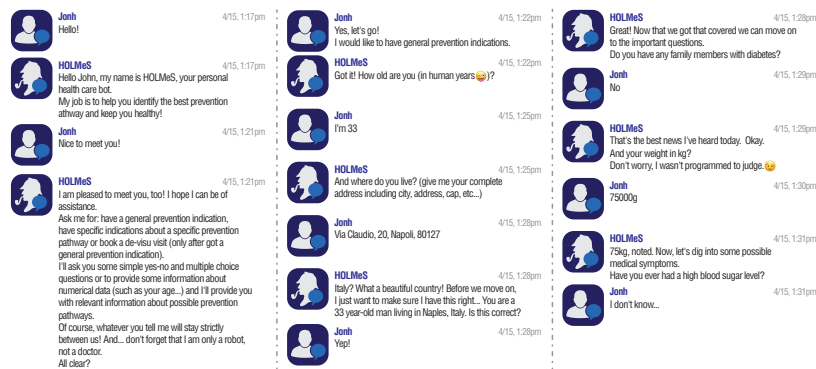 Jonh 4/15, 1:17pm
Hello!
HOLMeS 4/15, 1:17pm
Hello John, my name is HOLMeS, your personal
health care bot.
My job is to help you identify the best prevention
athway and keep you healthy!
Jonh 4/15, 1:21pm
Nice to meet you!
HOLMeS 4/15, 1:21pm
I am pleased to meet you, too! I hope I can be of
assistance.
Ask me for: have a general prevention indication,
have specific indications about a specific prevention
pathway or book a de-visu visit (only after got a
general prevention indication).
I'll ask you some simple yes-no and multiple choice
questions or to provide some information about
numerical data (such as your age...) and I'll provide you
with relevant information about possible prevention
pathways.
Of course, whatever you tell me will stay strictly
between us! And... don't forget that I am only a robot,
not a doctor.
All clear?
Jonh 4/15, 1:22pm
Yes, let's go!
I would like to have general prevention indications.
HOLMeS 4/15, 1:22pm
Got it! How old are you (in human years😜)?
Jonh 4/15, 1:25pm
I'm 33
HOLMeS 4/15, 1:25pm
And where do you live? (give me your complete
address including city, address, cap, etc...)
Jonh 4/15, 1:28pm
Via Claudio, 20, Napoli, 80127
HOLMeS 4/15, 1:28pm
Italy? What a beautiful country! Before we move on,
I just want to make sure I have this right... You are a
33 year-old man living in Naples, Italy. Is this correct?
Jonh 4/15, 1:28pm
Yep!
HOLMeS 4/15, 1:28pm
Great! Now that we got that covered we can move on
to the important questions.
Do you have any family members with diabetes?
Jonh 4/15, 1:29pm
No
HOLMeS 4/15, 1:29pm
That's the best news I've heard today. Okay.
And your weight in kg?
Don't worry, I wasn't programmed to judge.😉
Jonh 4/15, 1:30pm
75000g
HOLMeS 4/15, 1:31pm
75kg, noted. Now, let's dig into some possible
medical symptoms.
Have you ever had a high blood sugar level?
Jonh 4/15, 1:31pm
I don't know...